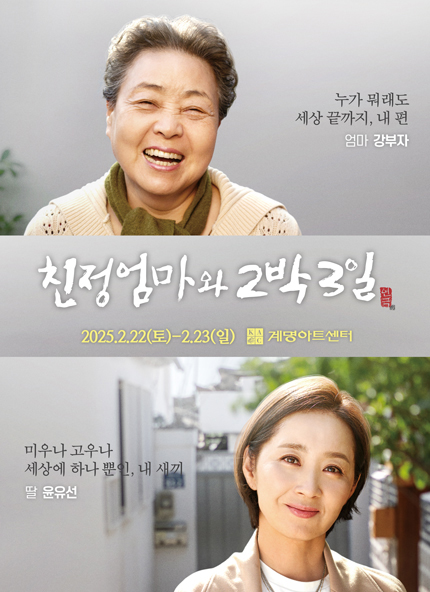 누가 뭐래도
세상 끝까지, 내 편
엄마 강부자
친정엄마와 2박 3일
연극
2025.2.22(토)-2.23(일) 계명아트센터
미우나 고우나
세상에 하나 뿐인, 내 새끼
딸 윤유선